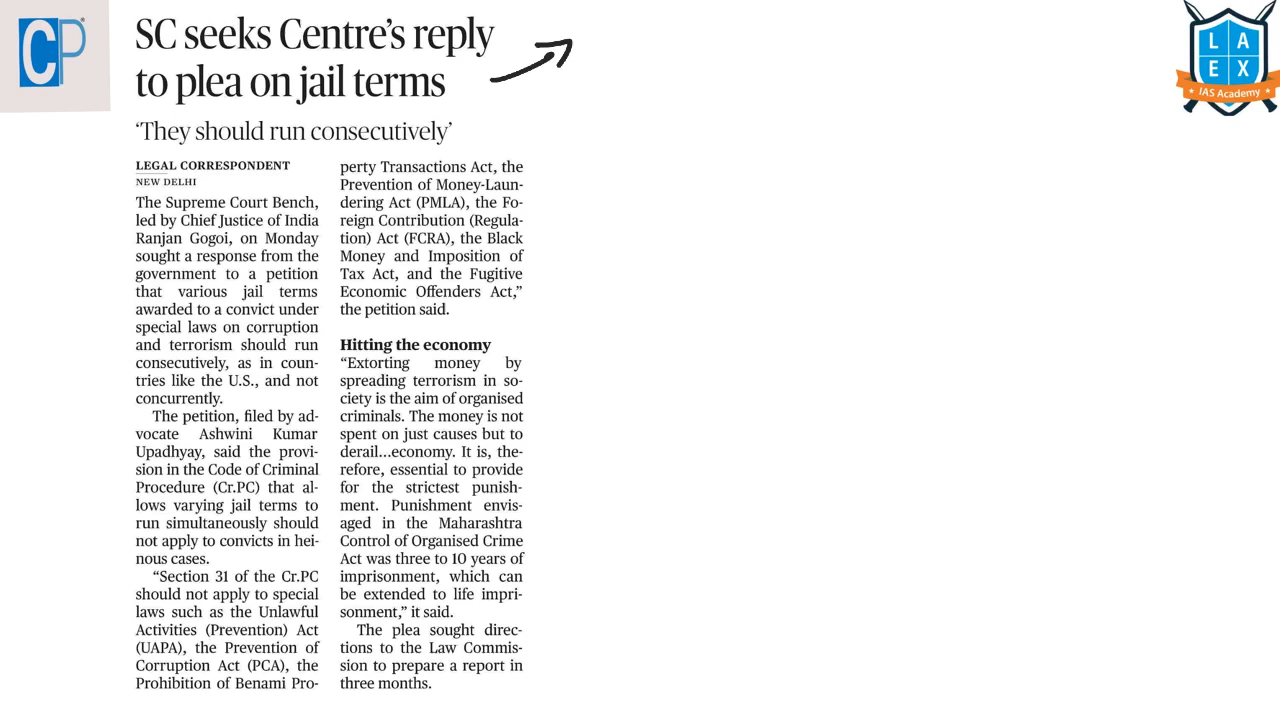 CP
SC seeks Centre's reply
to plea on jail terms
'They should run consecutively'
LEGAL CORRESPONDENT
NEW DELHI
The Supreme Court Bench,
led by Chief Justice of India
Ranjan Gogoi, on Monday
sought a response from the
government to a petition
that various jail terms
awarded to a convict under
special laws on corruption
and terrorism should run
consecutively, as in coun-
tries like the U.S., and not
concurrently.
The petition, filed by ad-
vocate Ashwini Kumar
Upadhyay, said the provi-
sion in the Code of Criminal
Procedure (Cr.PC) that al-
lows varying jail terms to
run simultaneously should
not apply to convicts in hei-
nous cases.
“Section 31 of the Cr.PC
should not apply to special
laws such as the Unlawful
Activities (Prevention) Act
(UAPA), the Prevention of
Corruption Act (PCA), the
Prohibition of Benami Pro-
perty Transactions Act, the
Prevention of Money-Laun-
dering Act (PMLA), the Fo-
reign Contribution (Regula-
tion) Act (FCRA), the Black
Money and Imposition of
Tax Act, and the Fugitive
Economic Offenders Act,”
the petition said.
Hitting the economy
“Extorting money by
spreading terrorism in so-
ciety is the aim of organised
criminals. The money is not
spent on just causes but to
derail...economy. It is, the-
refore, essential to provide
for the strictest punish-
ment. Punishment envis-
aged in the Maharashtra
Control of Organised Crime
Act was three to 10 years of
imprisonment, which can
be extended to life impri-
sonment,” it said.
The plea sought direc-
tions to the Law Commis-
sion to prepare a report in
three months.
L A
E X
IAS Academy